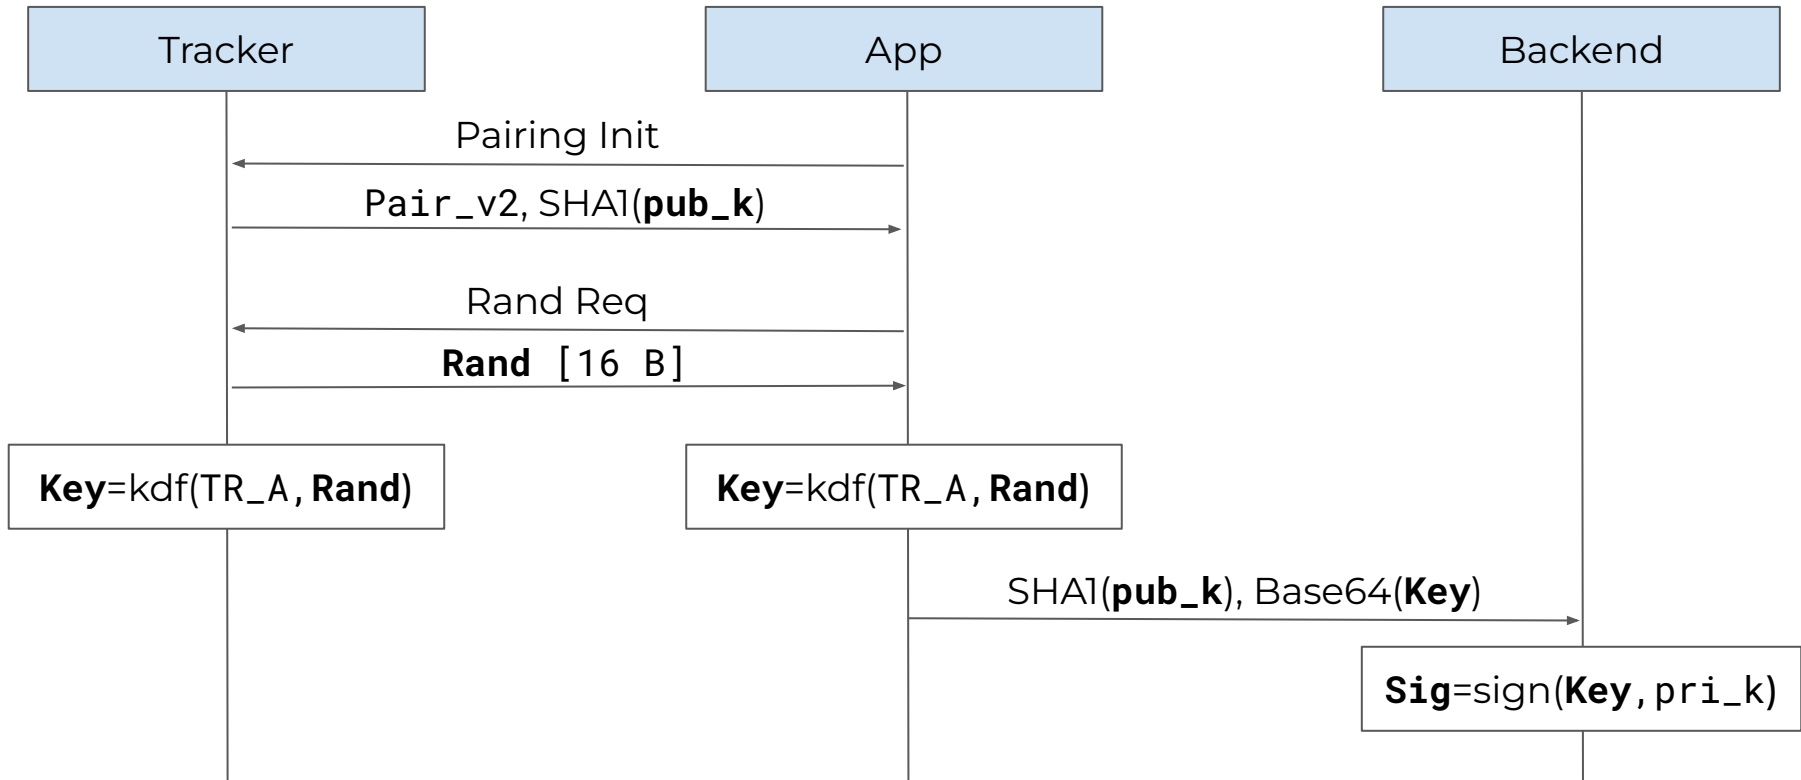 Tracker
App
Backend
Pairing Init
Pair_v2, SHA1(pub_k)
Rand Req
Rand [16 B]
Key=kdf(TR_A,Rand)
Key=kdf(TR_A,Rand)
SHA1(pub_k), Base64(Key)
Sig=sign(Key,pri_k)